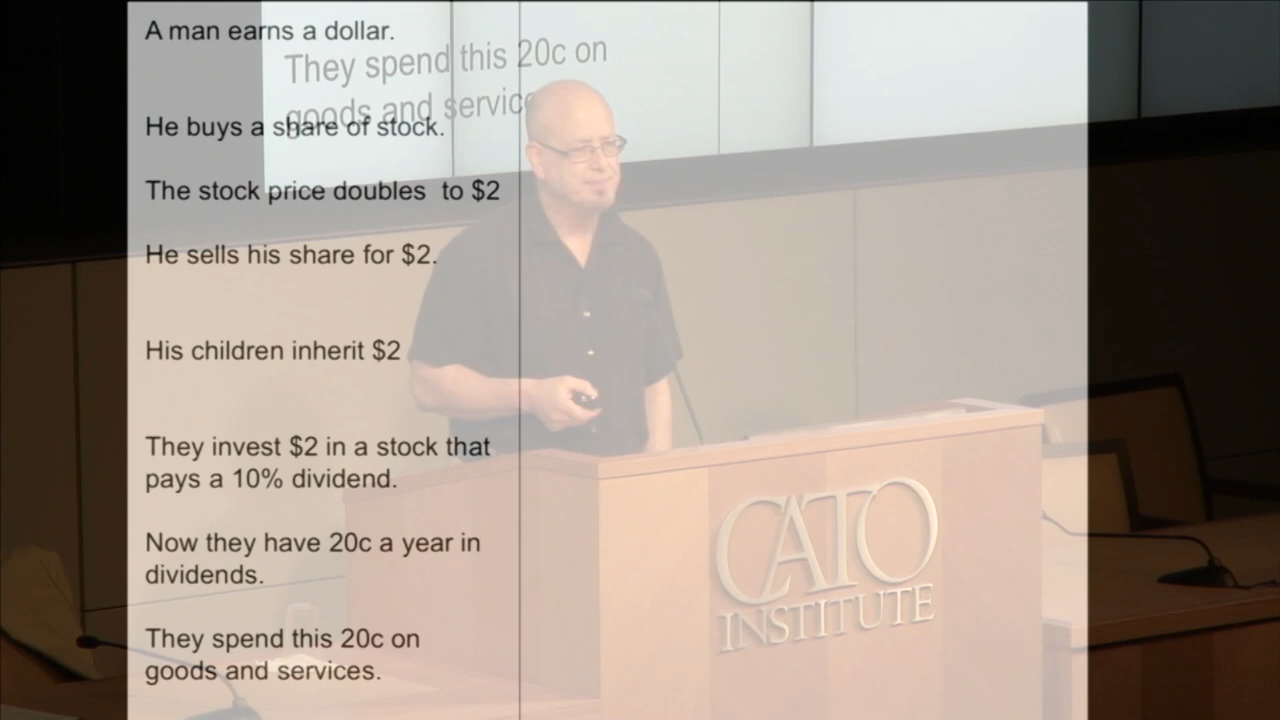 A man earns a dollar.
They spend this 20c on
goods and service
He buys a share of stock.
The stock price doubles to $2
He sells his share for $2.
His children inherit $2
They invest $2 in a stock that
pays a 10% dividend.
Now they have 20c a year in
dividends.
They spend this 20c on
goods and services.
CATO
INSTITUTE